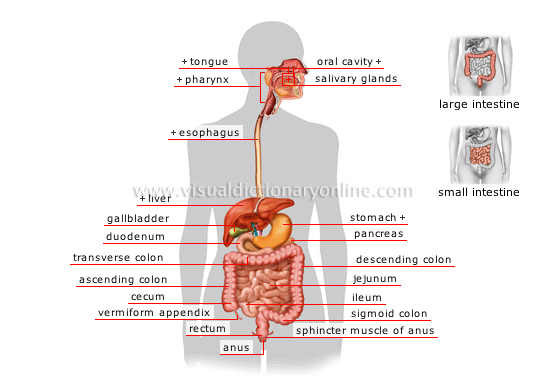 + tongue
oral cavity +
+ pharynx
salivary glands
large intestine
+ esophagus
www.visualdictionaryonline.com
small intestine
+ liver
gallbladder
stomach +
duodenum
pancreas
transverse colon
descending colon
ascending colon
jejunum
cecum
ileum
vermiform appendix
sigmoid colon
rectum
sphincter muscle of anus
anus